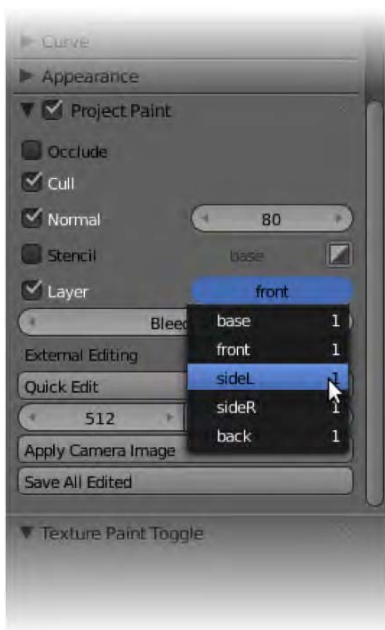 Curve
Appearance
Project Paint
Occlude
Cull
Normal 80
Stencil base
Layer front
Bleed
base 1
front 1
sideL 1
sideR 1
back 1
External Editing
Quick Edit
512
Apply Camera Image
Save All Edited
Texture Paint Toggle